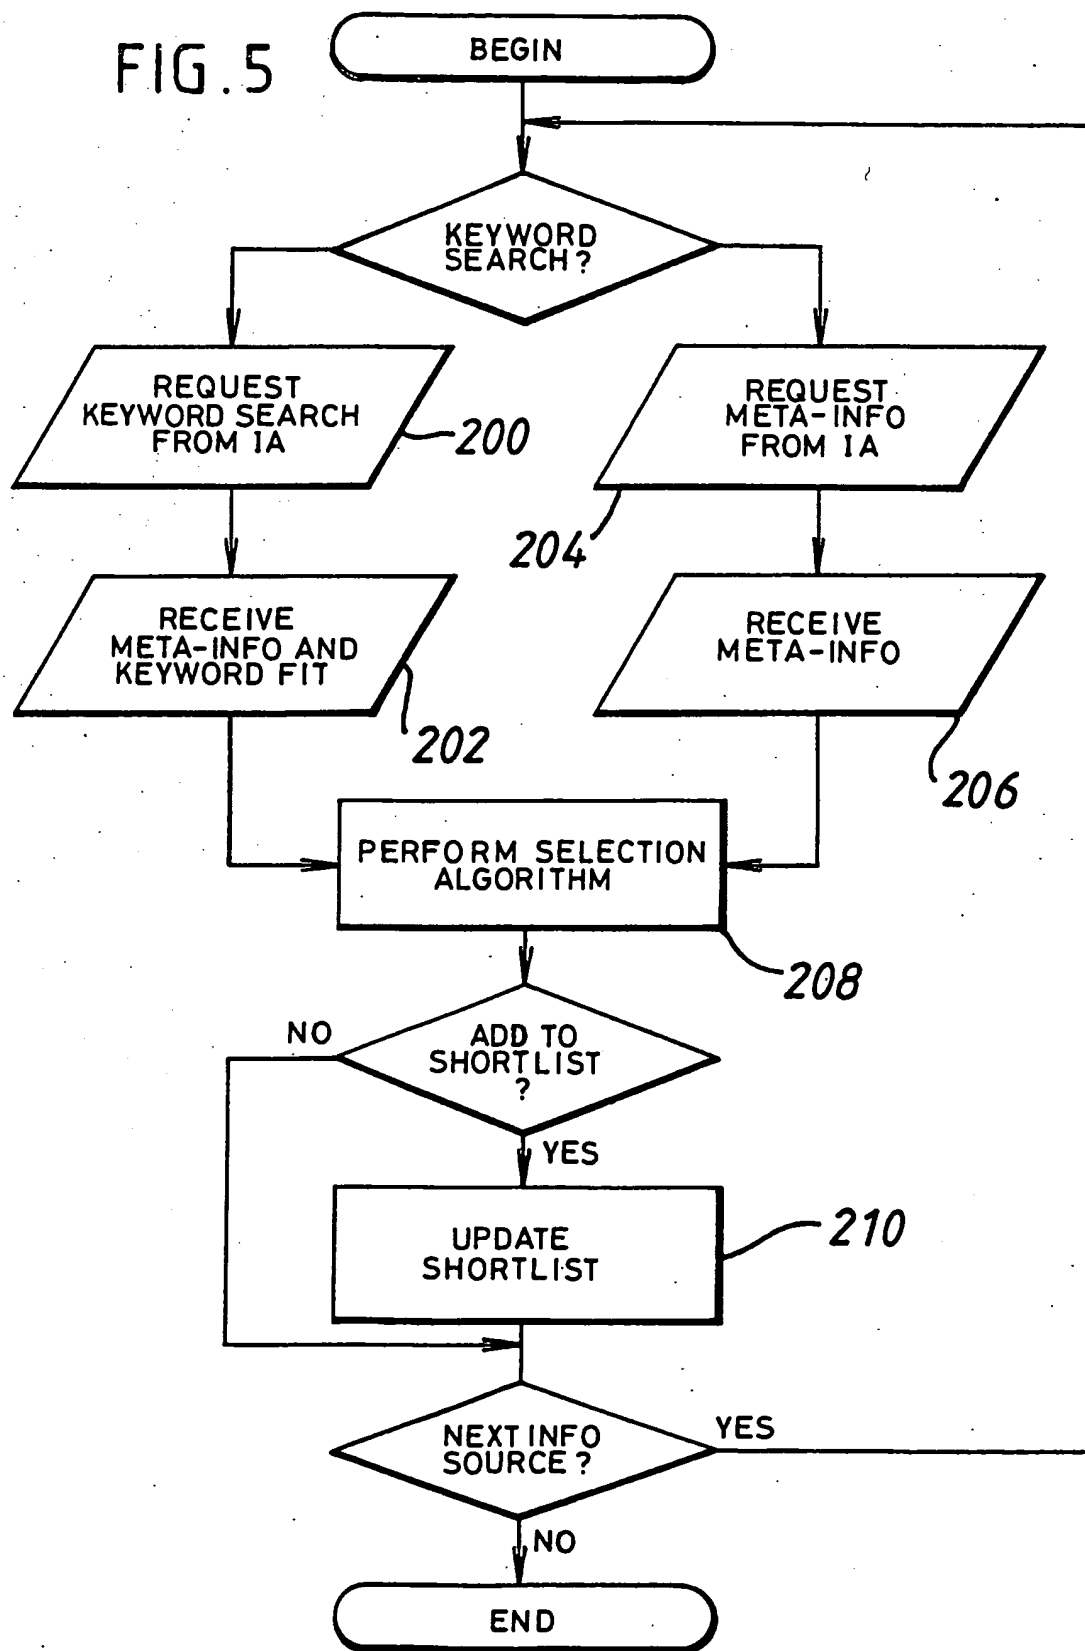 FIG.5
BEGIN
KEYWORD
SEARCH?
REQUEST
KEYWORD SEARCH
FROM IA
200
REQUEST
META-INFO
FROM IA
204
RECEIVE
META-INFO AND
KEYWORD FIT
202
RECEIVE
META-INFO
206
PERFORM SELECTION
ALGORITHM
208
NO
ADD TO
SHORTLIST
?
YES
UPDATE
SHORTLIST
210
NEXT INFO
SOURCE?
YES
NO
END